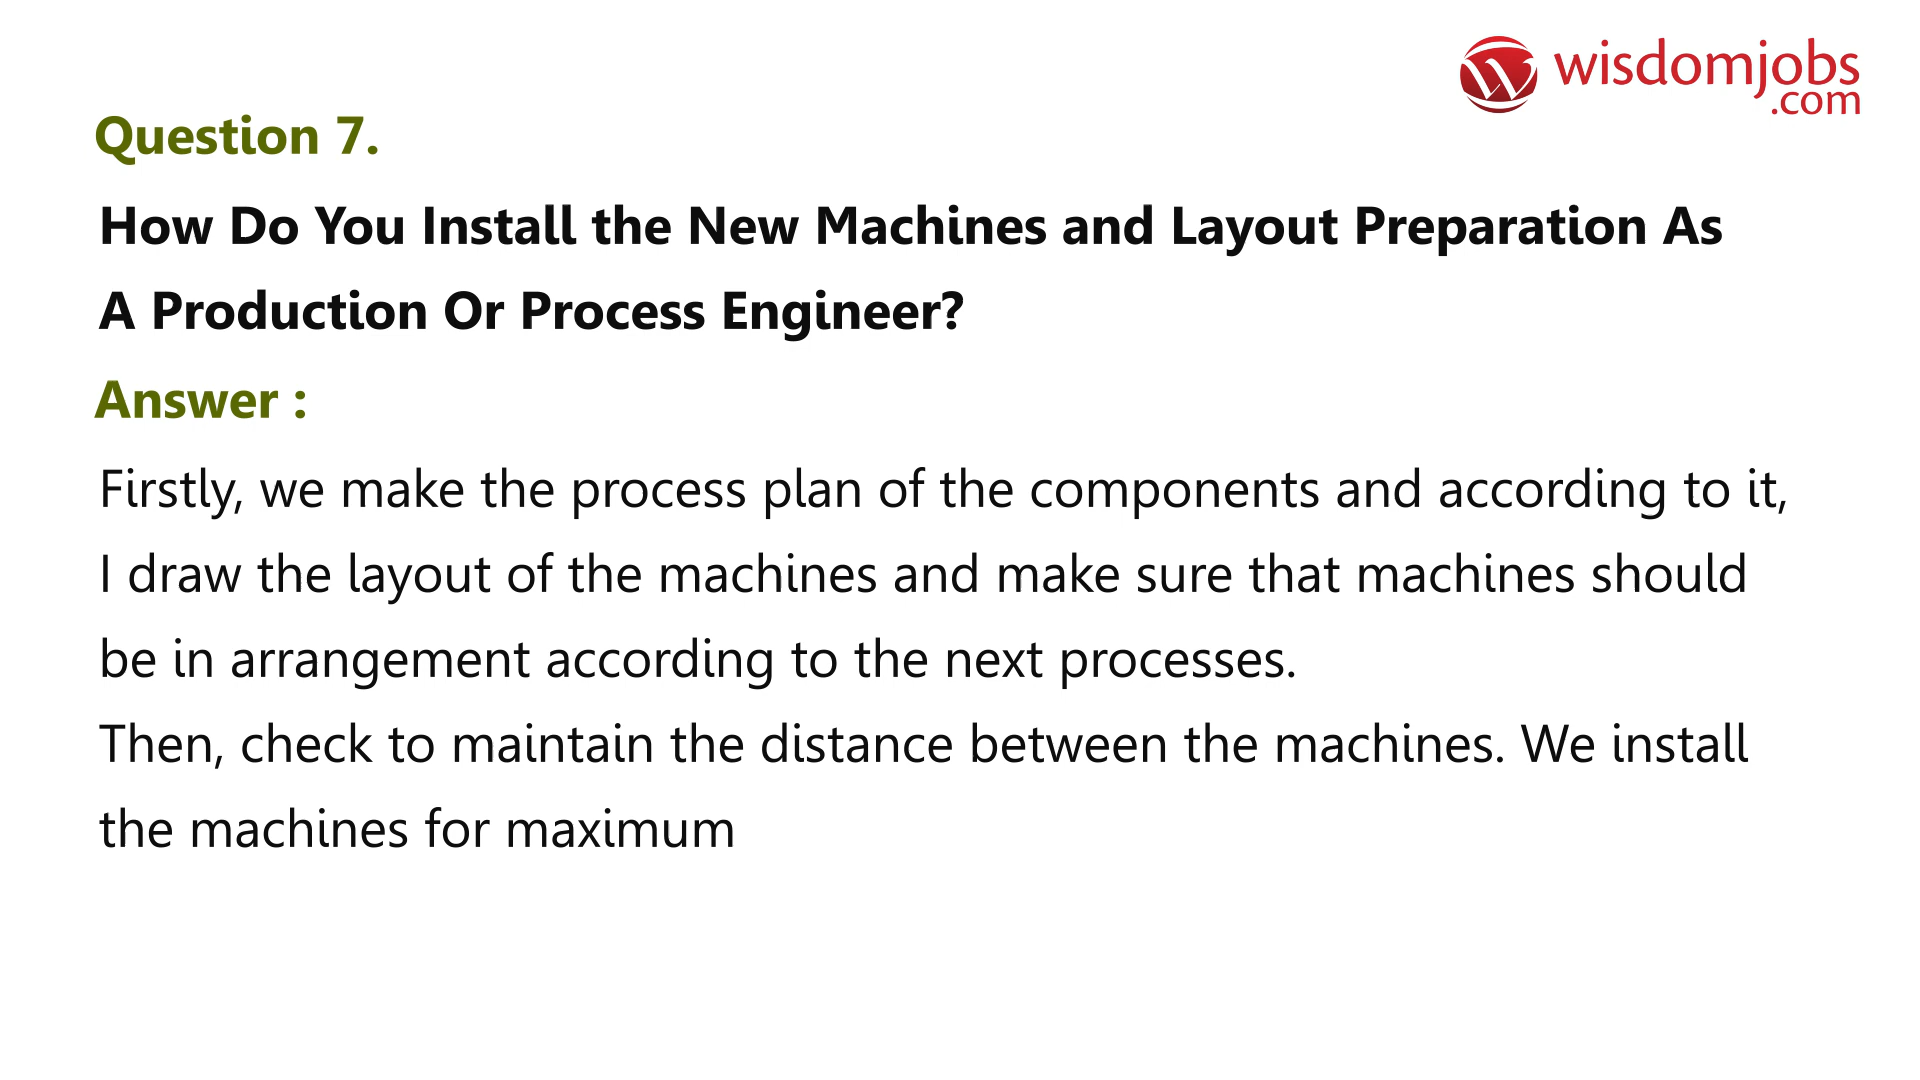 wisdomjobs
.com
Question 7.
How Do You Install the New Machines and Layout Preparation As
A Production Or Process Engineer?
Answer :
Firstly, we make the process plan of the components and according to it,
I draw the layout of the machines and make sure that machines should
be in arrangement according to the next processes.
Then, check to maintain the distance between the machines. We install
the machines for maximum